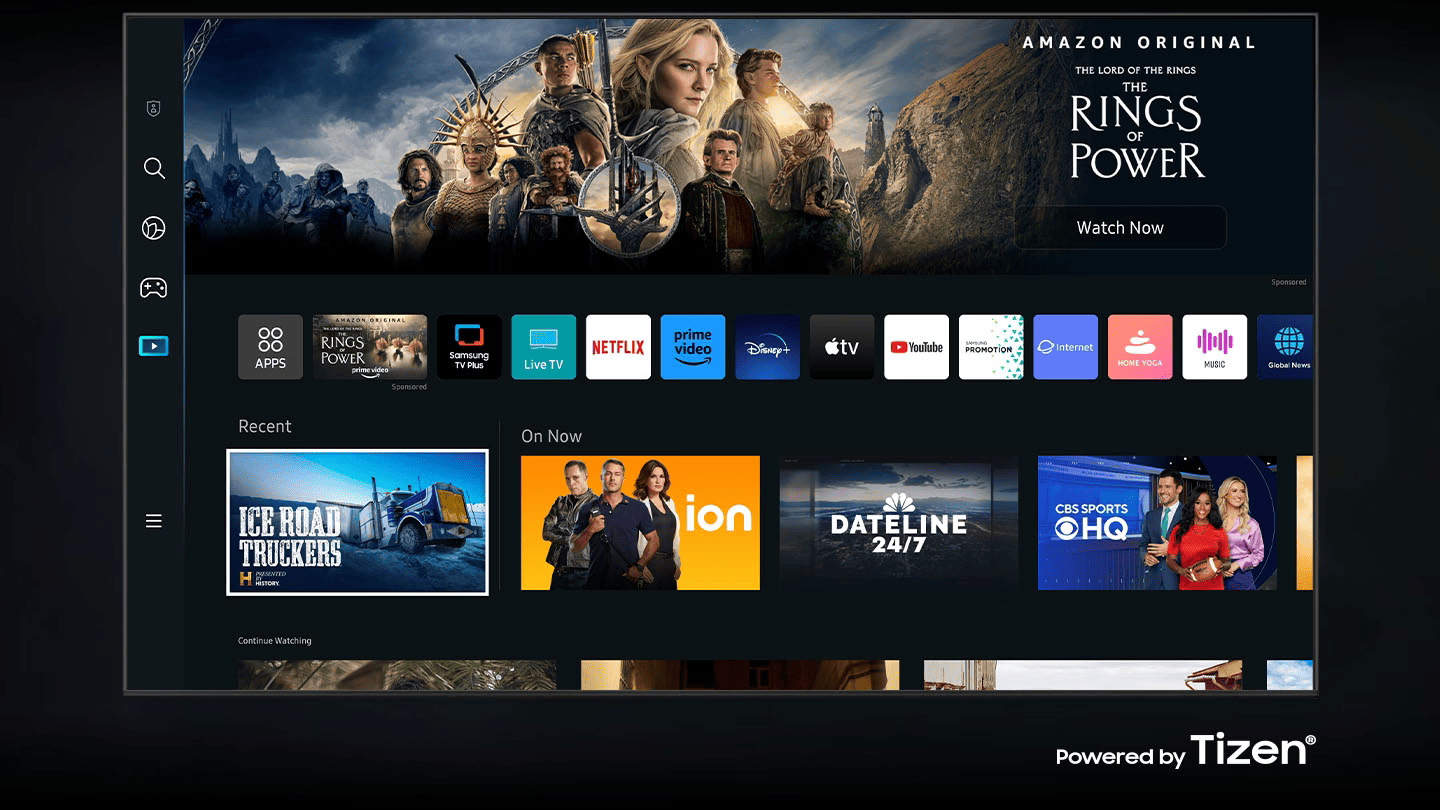 AMAZON ORIGINAL
THE LORD OF THE RINGS
THE
RINGS
OF
POWER
Watch Now
Sponsored
APPS
AMAZON ORIGINAL
THE LORD OF THE RINGS
THE
RINGS
OF
POWER
prime video
Sponsored
Samsung
TV Plus
Live TV
NETFLIX
prime
video
Disney+
tv
YouTube
SAMSUNG
PROMOTION
Internet
HOME YOGA
MUSIC
Global News
Recent
On Now
ICE ROAD
TRUCKERS
H PRESENTED
BY
HISTORY.
ion
DATELINE
24/7
CBS SPORTS
HQ
Continue Watching
Powered by Tizen®